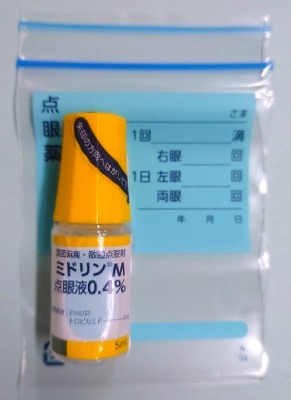 点
眼
薬
さま
1回 滴
右眼 回
1日 左眼 回
両眼 回
年 月 日
矢印の方向へはがして下
調節麻痺・散瞳点眼剤
ミドリン®M
点眼液0.4%
トロピカミド
5mL